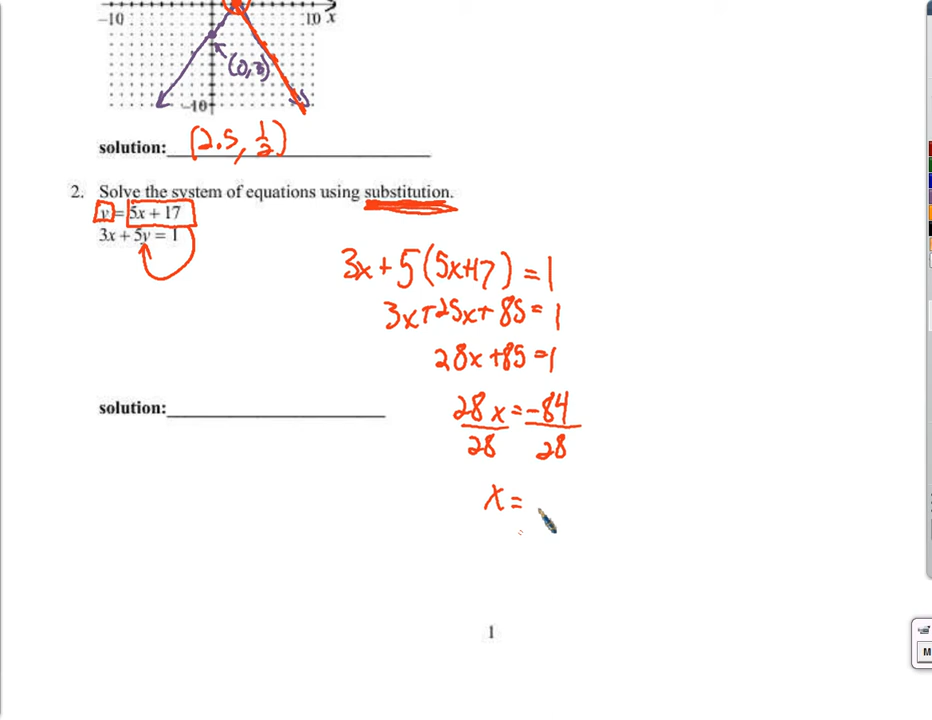 -10 10 x
(0,3)
-10
solution: (2.5, 1/2)
2. Solve the system of equations using substitution.
y = 5x + 17
3x + 5y = 1
3x + 5(5x+17) = 1
3x+25x+85=1
28x+85=1
28x=-84
28 28
solution:
x=
1
M